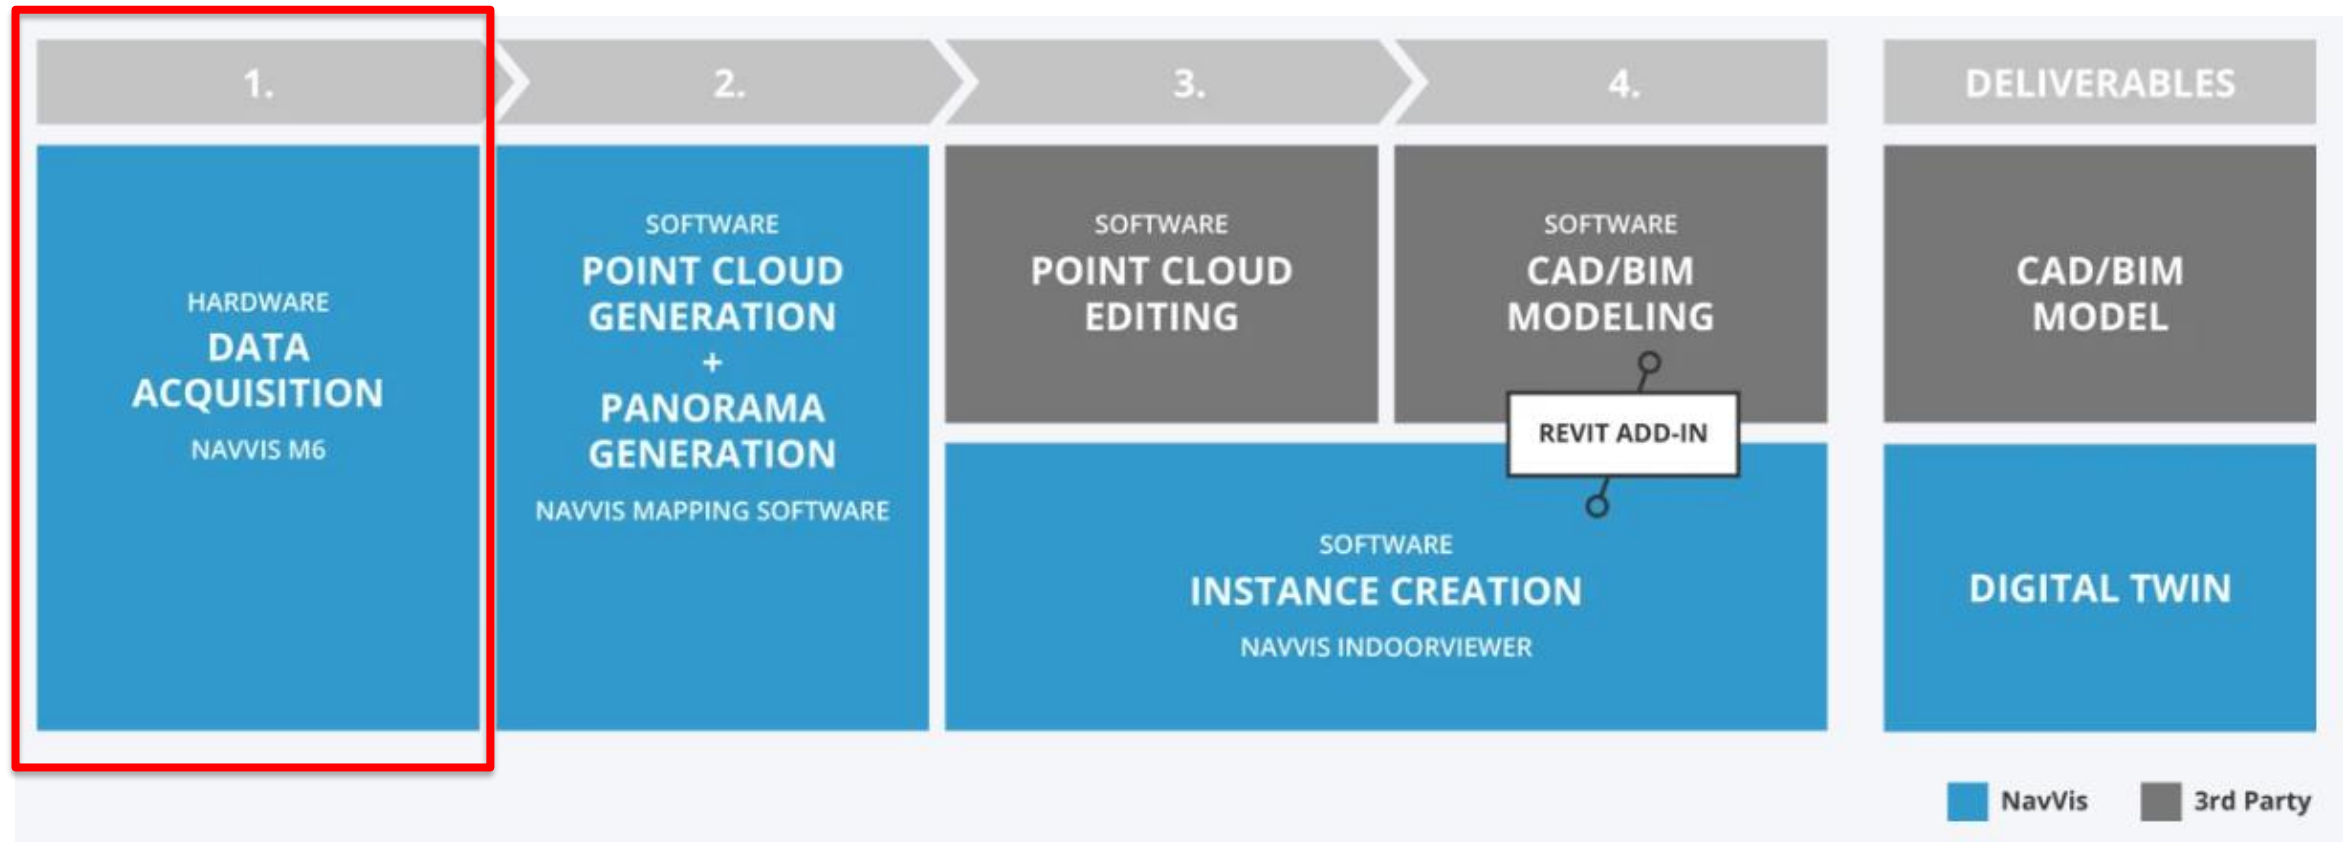 1.
2.
3.
4.
DELIVERABLES
HARDWARE
DATA
ACQUISITION
NAVVIS M6
SOFTWARE
POINT CLOUD
GENERATION
+
PANORAMA
GENERATION
NAVVIS MAPPING SOFTWARE
SOFTWARE
POINT CLOUD
EDITING
SOFTWARE
CAD/BIM
MODELING
REVIT ADD-IN
SOFTWARE
INSTANCE CREATION
NAVVIS INDOORVIEWER
CAD/BIM
MODEL
DIGITAL TWIN
NavVis
3rd Party